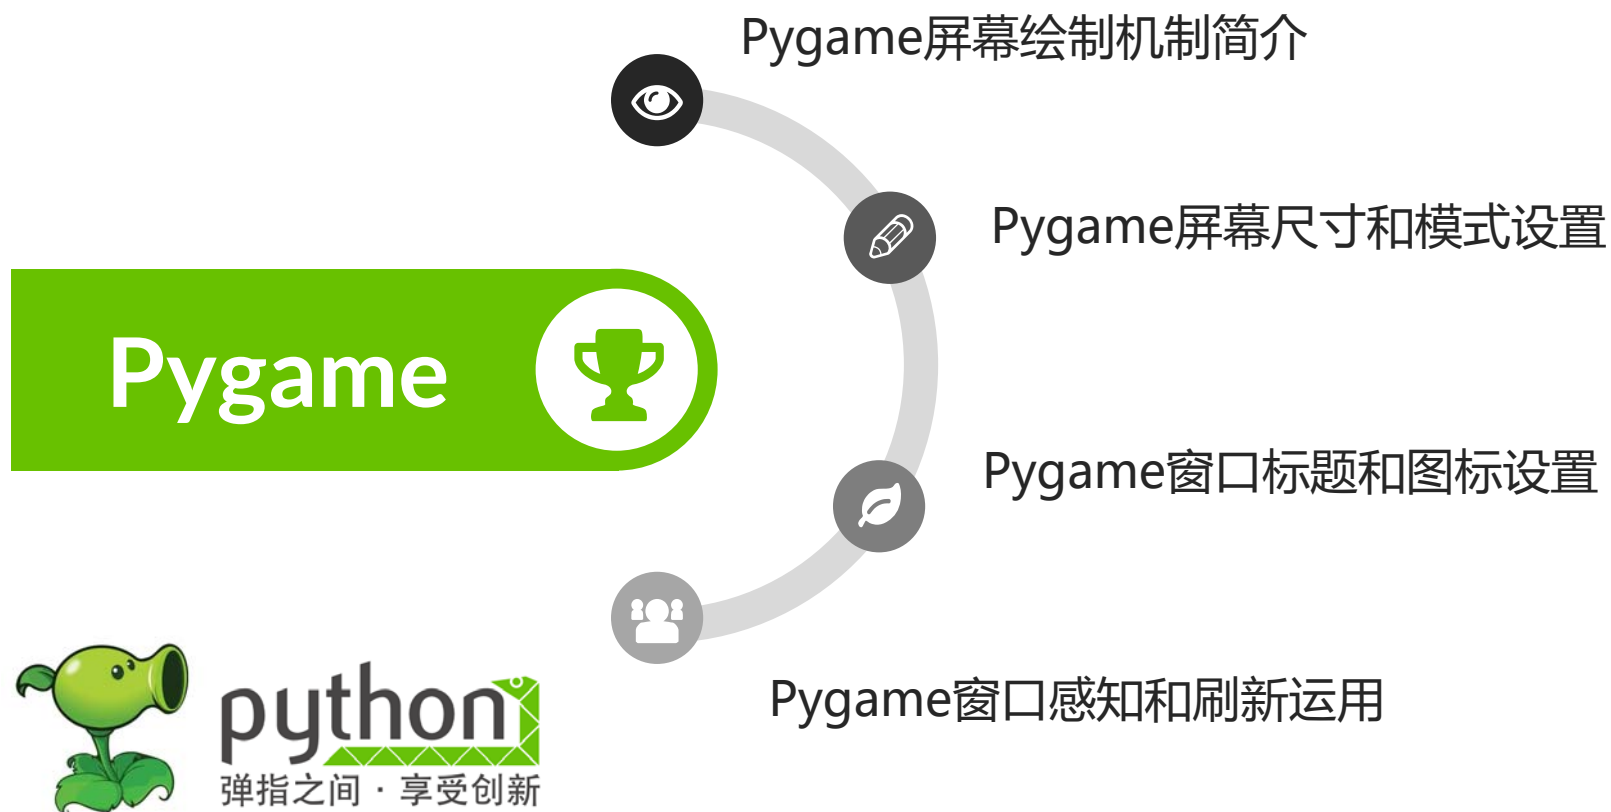 Pygame屏幕绘制机制简介
Pygame屏幕尺寸和模式设置
Pygame
Pygame窗口标题和图标设置
Pygame窗口感知和刷新运用
python
弹指之间·享受创新